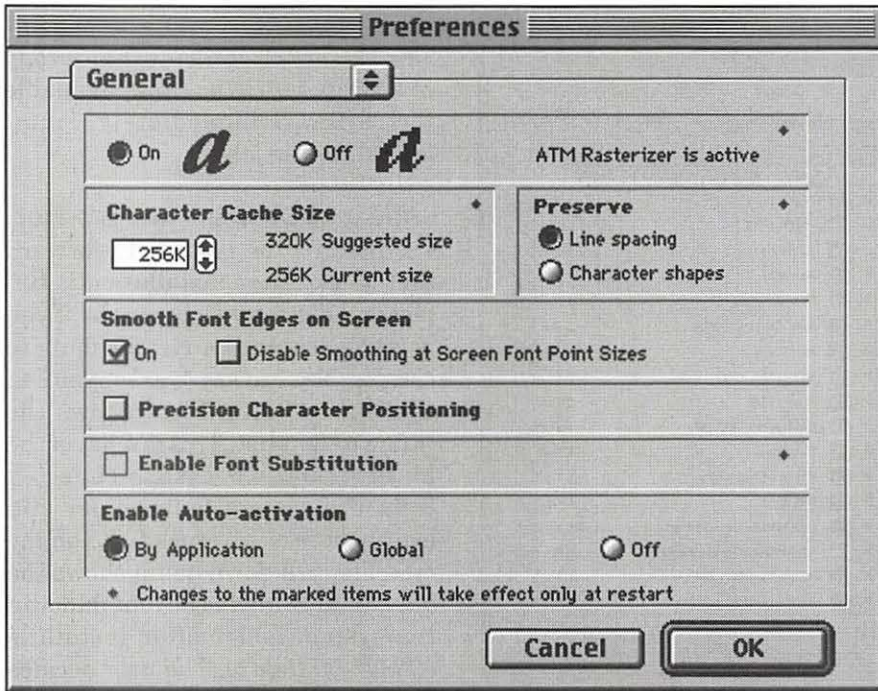 Preferences
General
On a Off a ATM Rasterizer is active
Character Cache Size
256K
320K Suggested size
256K Current size
Preserve
Line spacing
Character shapes
Smooth Font Edges on Screen
On Disable Smoothing at Screen Font Point Sizes
Precision Character Positioning
Enable Font Substitution
Enable Auto-activation
By Application Global Off
Changes to the marked items will take effect only at restart
Cancel OK